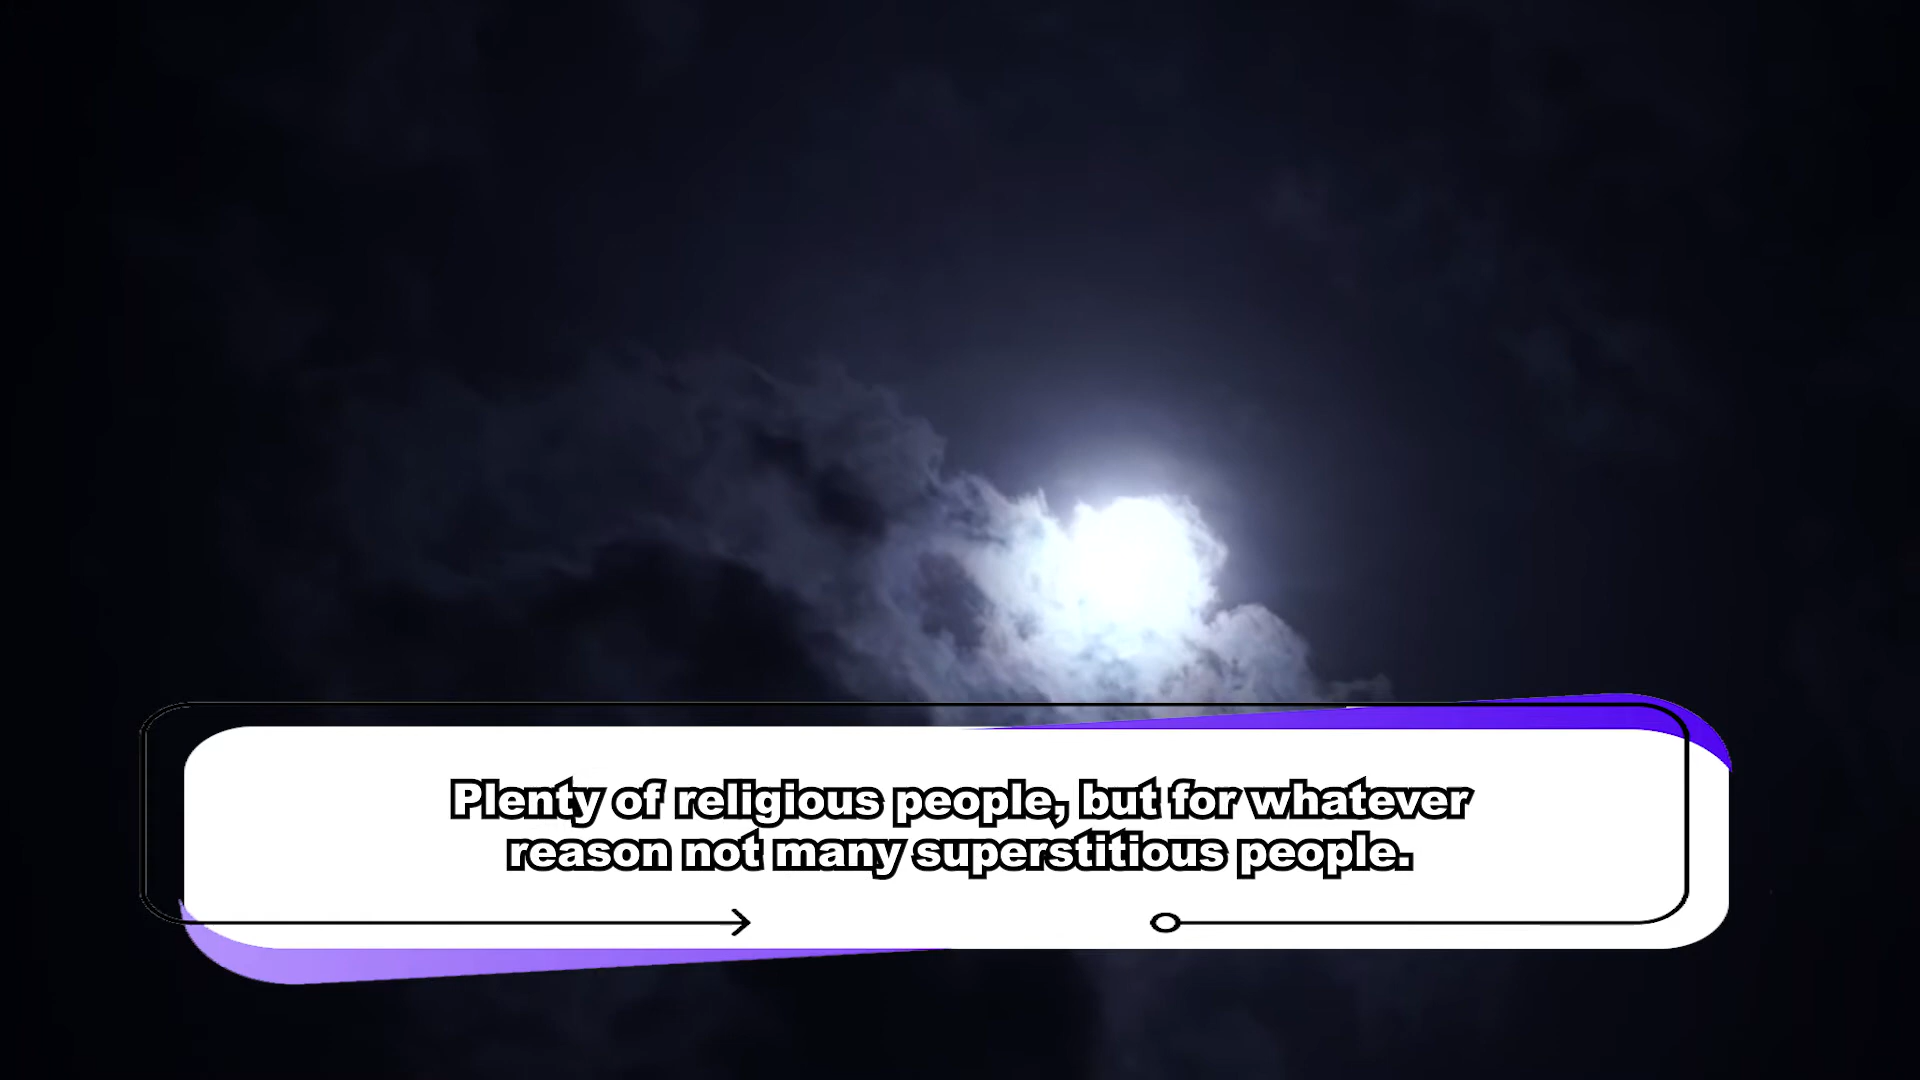 Plenty of religious people, but for whatever
reason not many superstitious people.